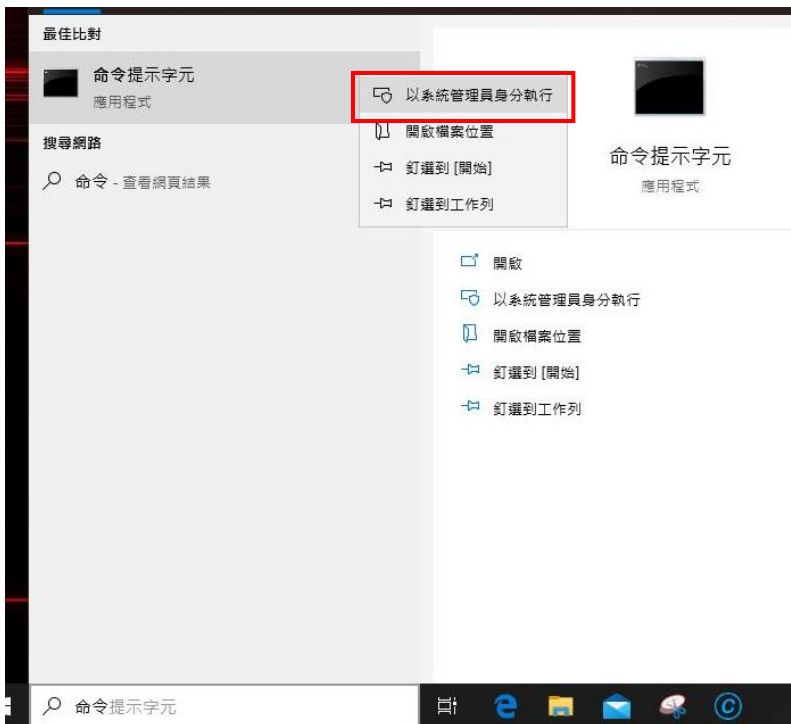 最佳比對
命令提示字元
應用程式
搜尋網路
命令 - 查看網頁結果
以系統管理員身分執行
開啟檔案位置
釘選到 [開始]
釘選到工作列
命令提示字元
應用程式
開啟
以系統管理員身分執行
開啟檔案位置
釘選到 [開始]
釘選到工作列
命令提示字元